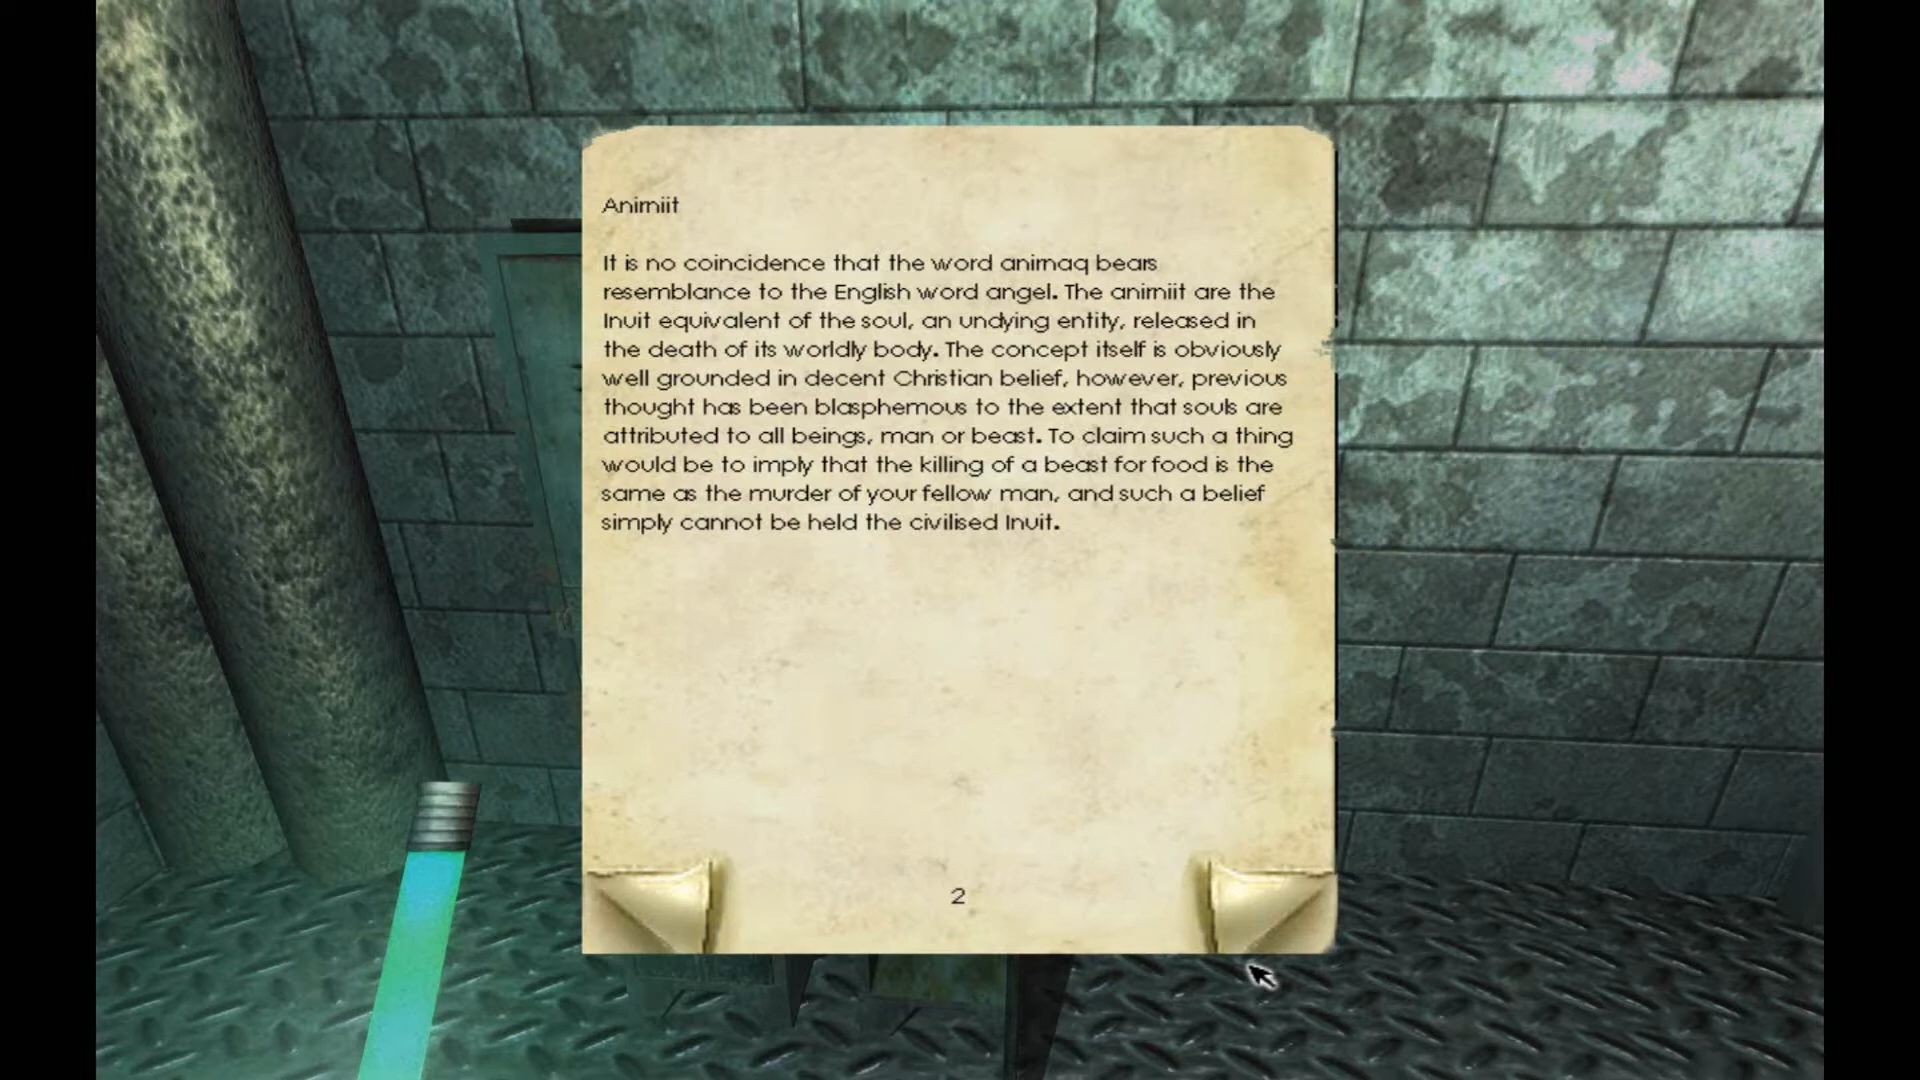 Anirniit
It is no coincidence that the word anirnaq bears
resemblance to the English word angel. The anirniit are the
Inuit equivalent of the soul, an undying entity, released in
the death of its worldly body. The concept itself is obviously
well grounded in decent Christian belief, however, previous
thought has been blasphemous to the extent that souls are
attributed to all beings, man or beast. To claim such a thing
would be to imply that the killing of a beast for food is the
same as the murder of your fellow man, and such a belief
simply cannot be held the civilised Inuit.
2